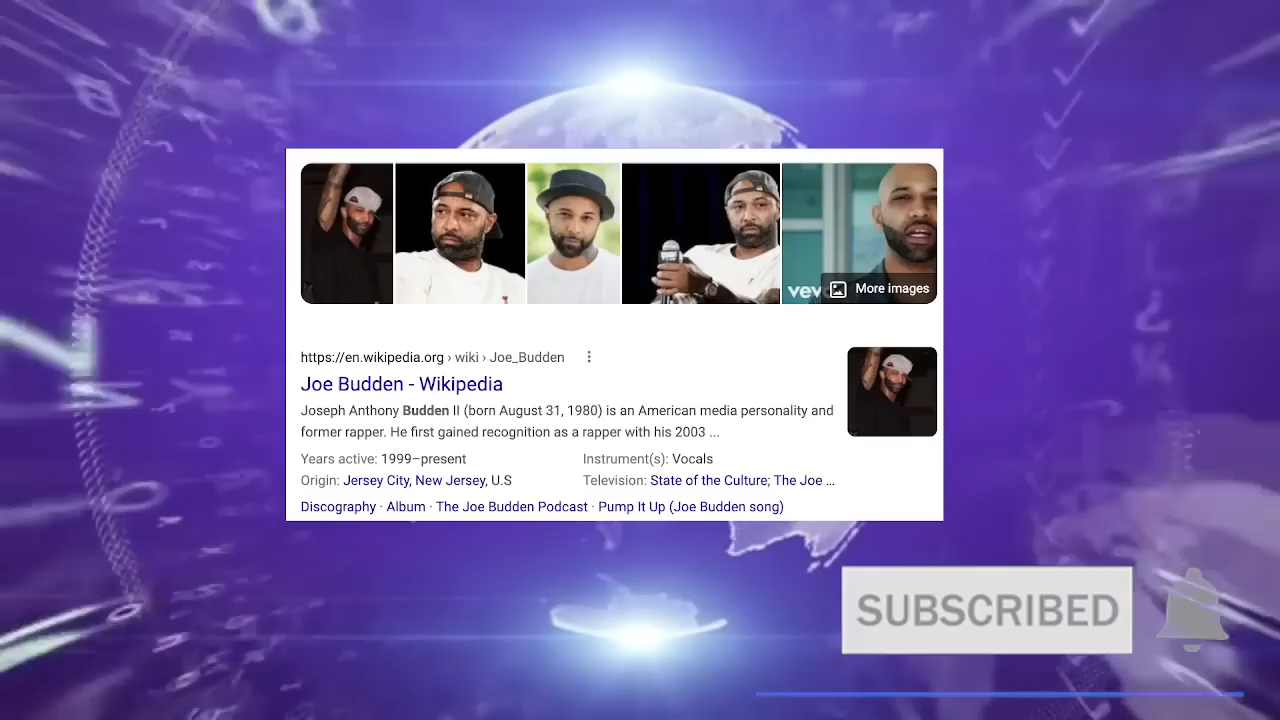 vev
More images
https://en.wikipedia.org › wiki › Joe_Budden
Joe Budden - Wikipedia
Joseph Anthony Budden II (born August 31, 1980) is an American media personality and
former rapper. He first gained recognition as a rapper with his 2003 ...
Years active: 1999–present
Instrument(s): Vocals
Origin: Jersey City, New Jersey, U.S
Television: State of the Culture; The Joe ...
Discography · Album · The Joe Budden Podcast · Pump It Up (Joe Budden song)
SUBSCRIBED